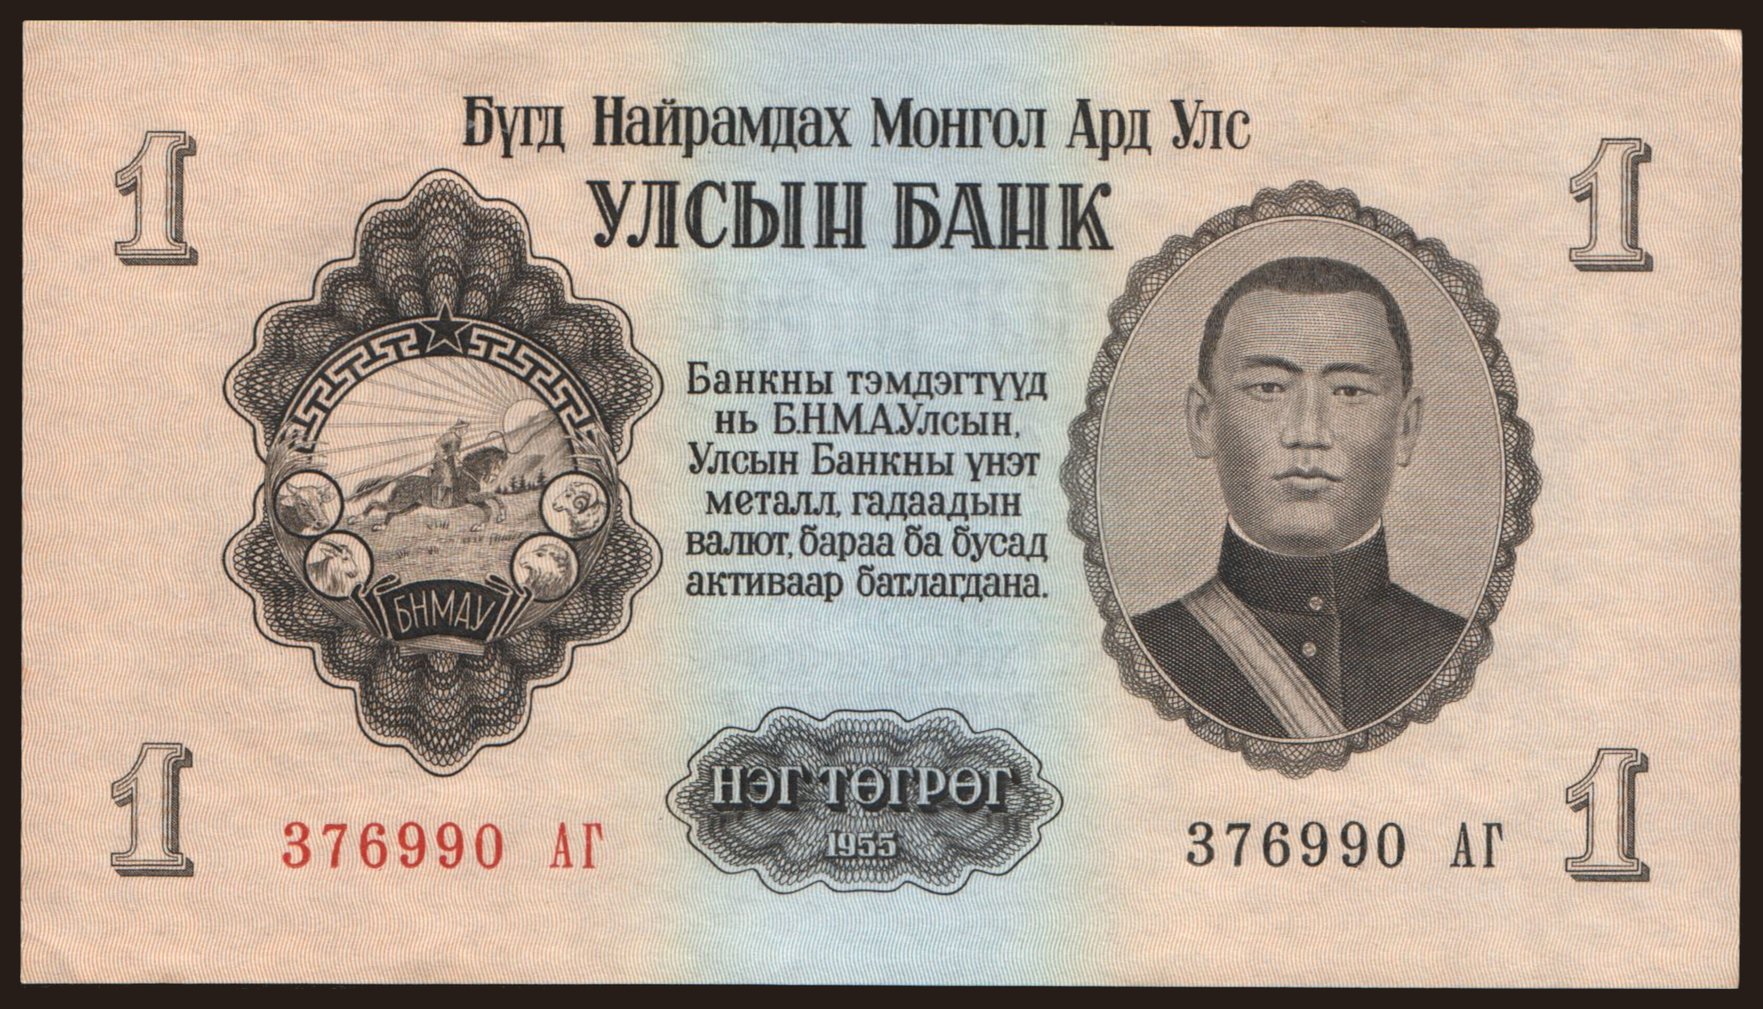 1
1
Бүгд Найрамдах Монгол Ард Улс
УЛСЫН БАНК
Банкны тэмдэгтүүд
нь Б.Н.М.А.Улсын,
Улсын Банкны үнэт
металл, гадаадын
валют, бараа ба бусад
активаар батлагдана.
БНМАУ
НЭГ ТӨГРӨГ
1955
1
376990 АГ
376990 АГ
1